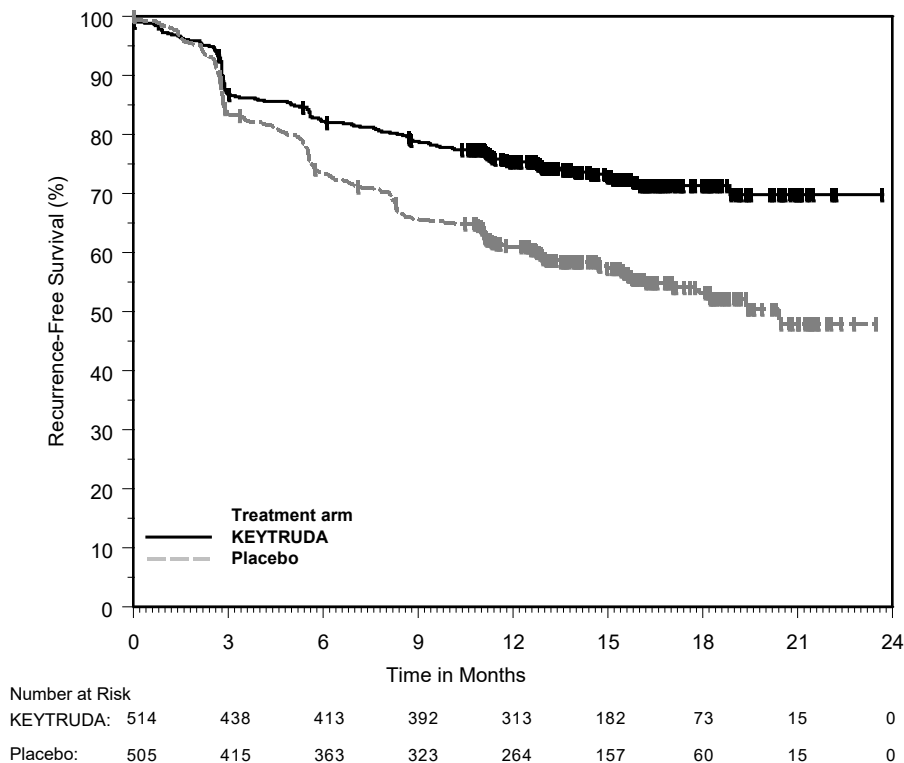 100
90
80
70
60
50
40
30
20
10
0
Recurrence-Free Survival (%)
Treatment arm
KEYTRUDA
Placebo
0 3 6 9 12 15 18 21 24
Time in Months
Number at Risk
KEYTRUDA: 514 438 413 392 313 182 73 15 0
Placebo: 505 415 363 323 264 157 60 15 0